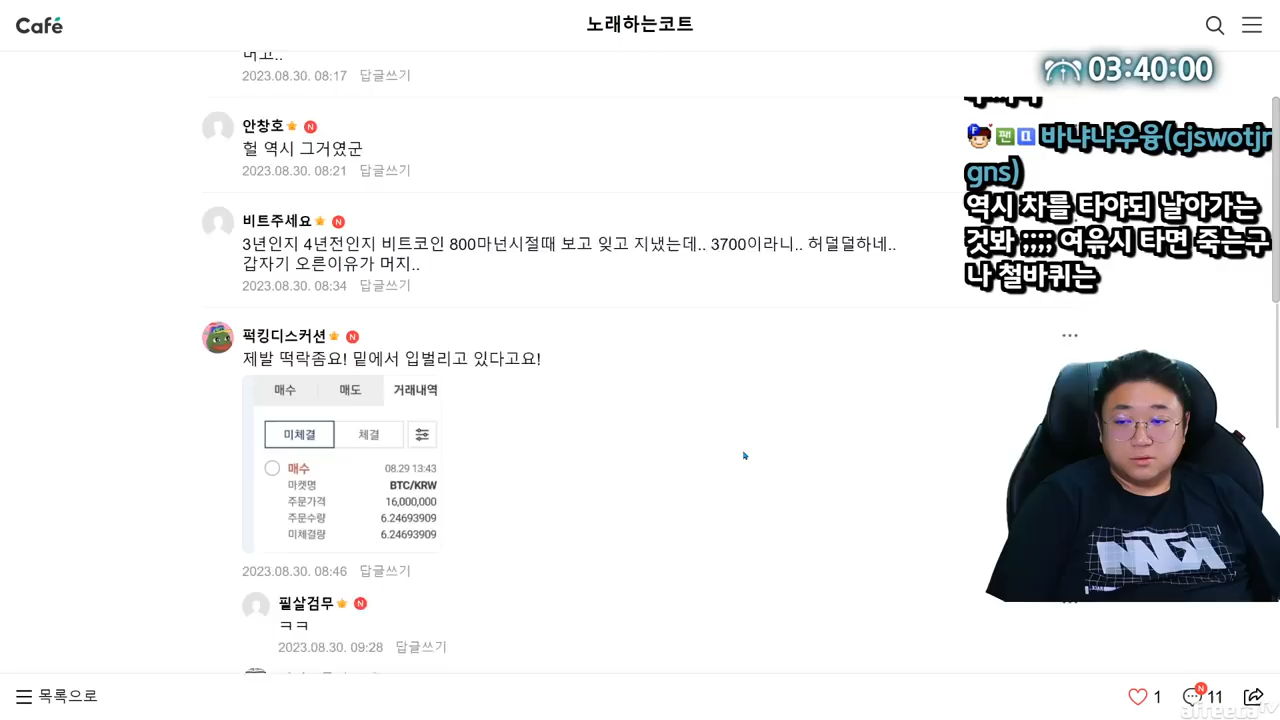 Café
노래하는코트
03:40:00
2023.08.30. 08:17 답글쓰기
안창호
헐 역시 그거였군
2023.08.30. 08:21 답글쓰기
비트주세요
3년인지 4년전인지 비트코인 800마넌시절때 보고 잊고 지냈는데.. 3700이라니.. 허덜덜하네..
갑자기 오른이유가 머지..
2023.08.30. 08:34 답글쓰기
퍽킹디스커션
제발 떡락좀요! 밑에서 입벌리고 있다고요!
매수 매도 거래내역
미체결 체결
매수 08.29 13:43
마켓명 BTC/KRW
주문가격 16,000,000
주문수량 6.24693909
미체결량 6.24693909
2023.08.30. 08:46 답글쓰기
필살검무
ㅋㅋ
2023.08.30. 09:28 답글쓰기
팬 바냐냐우융(cjswotjr
gns)
역시 차를 타야되 날아가는
것봐 ;;;; 여윾시 타면 죽는구
나 철바퀴는
NTK
목록으로
1
11
afreecaTV